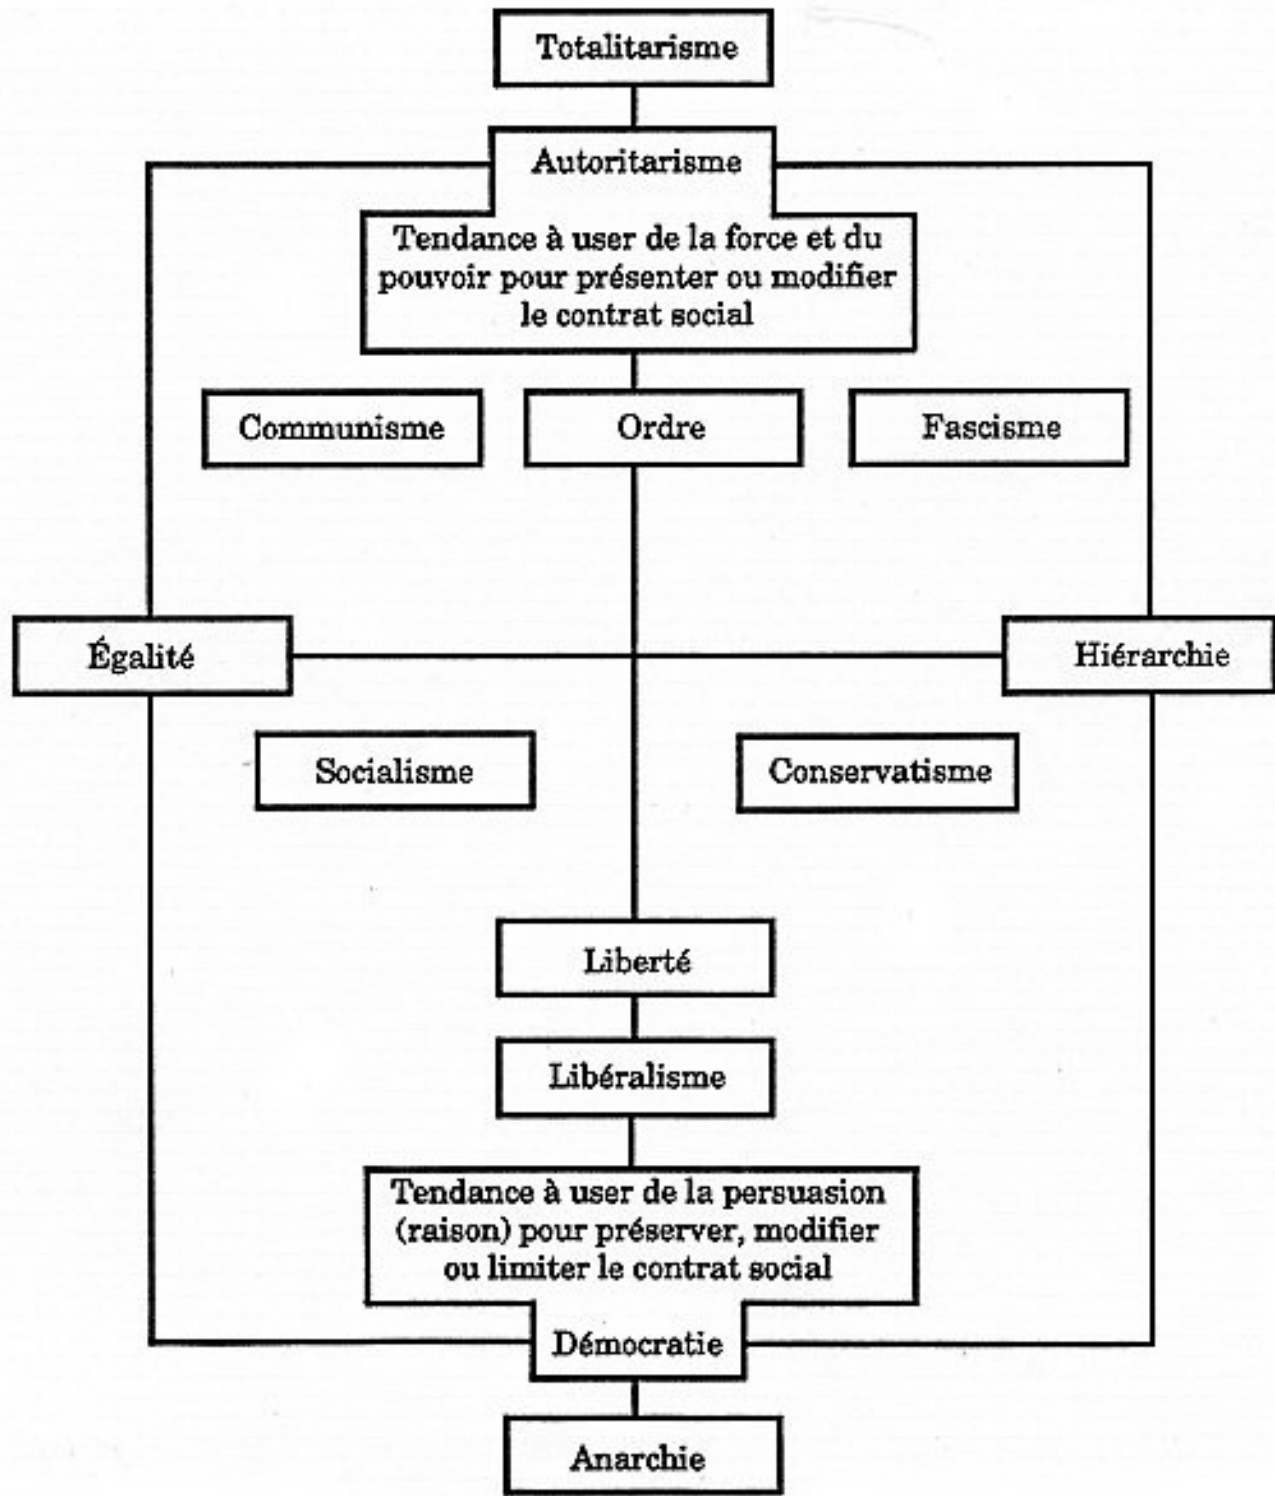 Totalitarisme
Autoritarisme
Tendance à user de la force et du
pouvoir pour présenter ou modifier
le contrat social
Communisme
Ordre
Fascisme
Égalité
Hiérarchie
Socialisme
Conservatisme
Liberté
Libéralisme
Tendance à user de la persuasion
(raison) pour préserver, modifier
ou limiter le contrat social
Démocratie
Anarchie